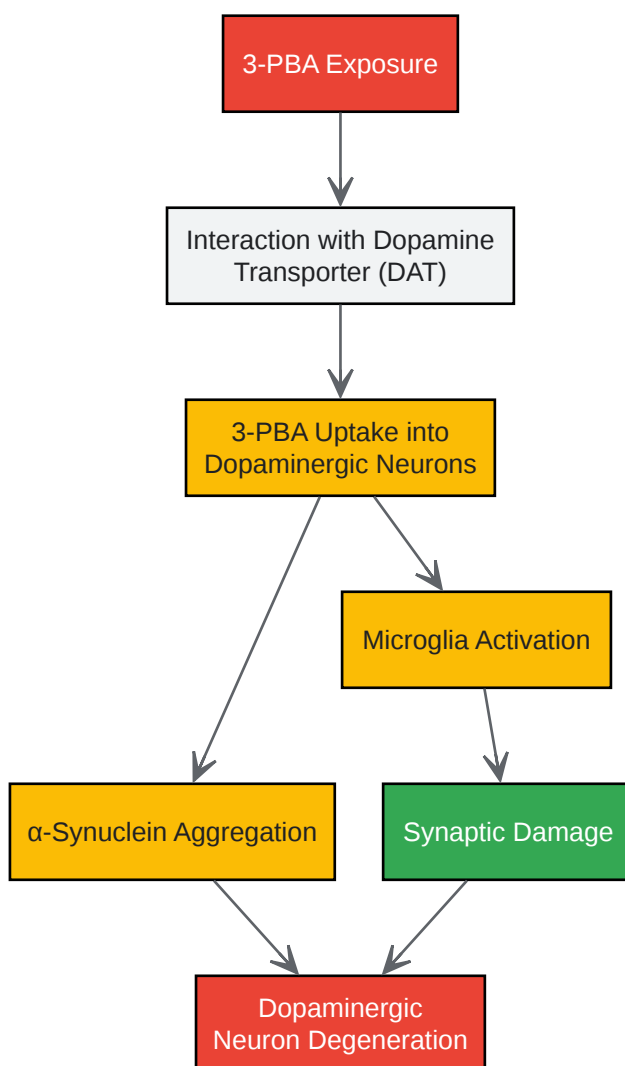 3-PBA Exposure
Interaction with Dopamine
Transporter (DAT)
3-PBA Uptake into
Dopaminergic Neurons
Microglia Activation
α-Synuclein Aggregation
Synaptic Damage
Dopaminergic
Neuron Degeneration